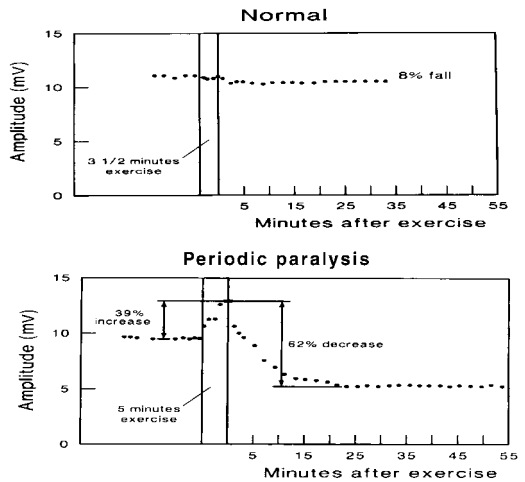 Normal
Amplitude (mV)
15
10
5
0
8% fall
3 1/2 minutes
exercise
5 15 25 35 45 55
Minutes after exercise
Periodic paralysis
Amplitude (mV)
15
10
5
0
39%
increase
62% decrease
5 minutes
exercise
5 15 25 35 45 55
Minutes after exercise